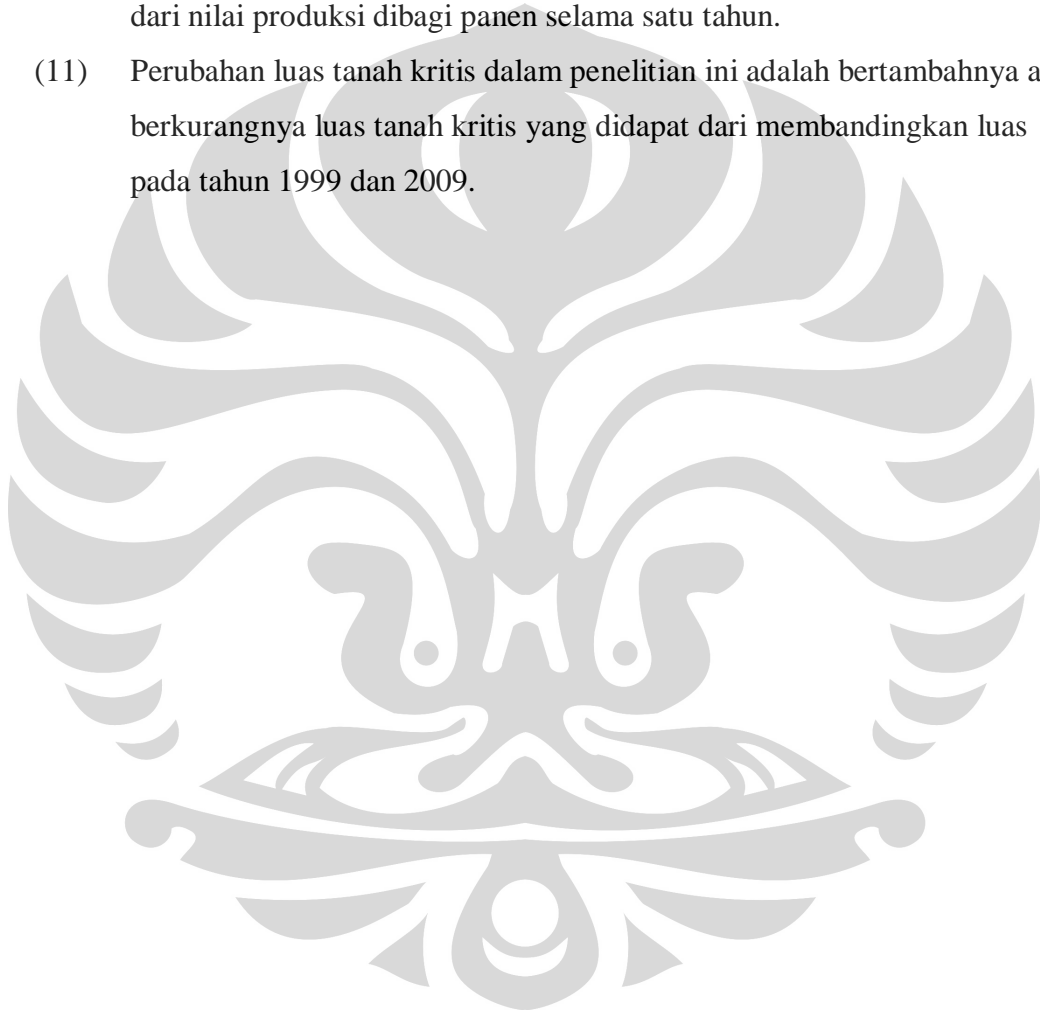 dari nilai produksi dibagi panen selama satu tahun.
(11) Perubahan luas tanah kritis dalam penelitian ini adalah bertambahnya
berkurangnya luas tanah kritis yang didapat dari membandingkan luas
pada tahun 1999 dan 2009.